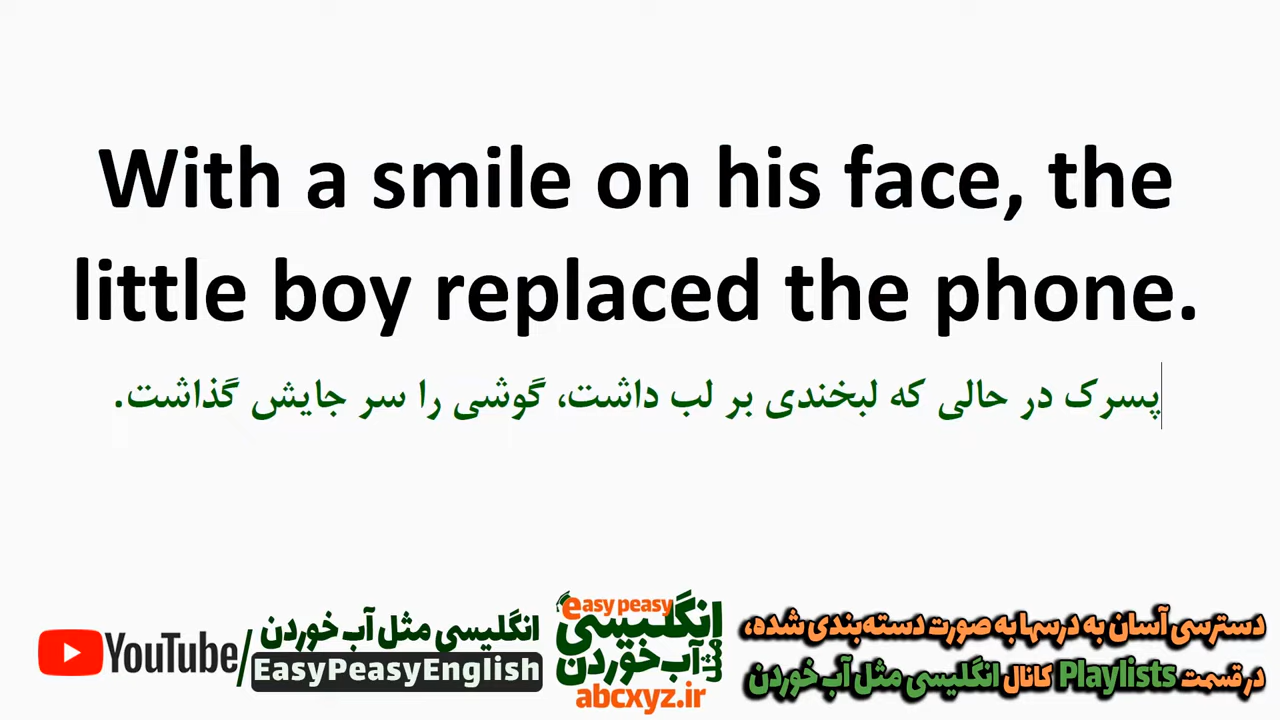 With a smile on his face, the
little boy replaced the phone.
پسرک در حالی که لبخندی بر لب داشت، گوشی را سر جایش گذاشت.
YouTube/
انگلیسی مثل آب خوردن
EasyPeasyEnglish
easy peasy
انگلیسی
مثل
آب خوردن
abcxyz.ir
دسترسی آسان به درسها به صورت دسته‌بندی شده،
در قسمت Playlists کانال انگلیسی مثل آب خوردن